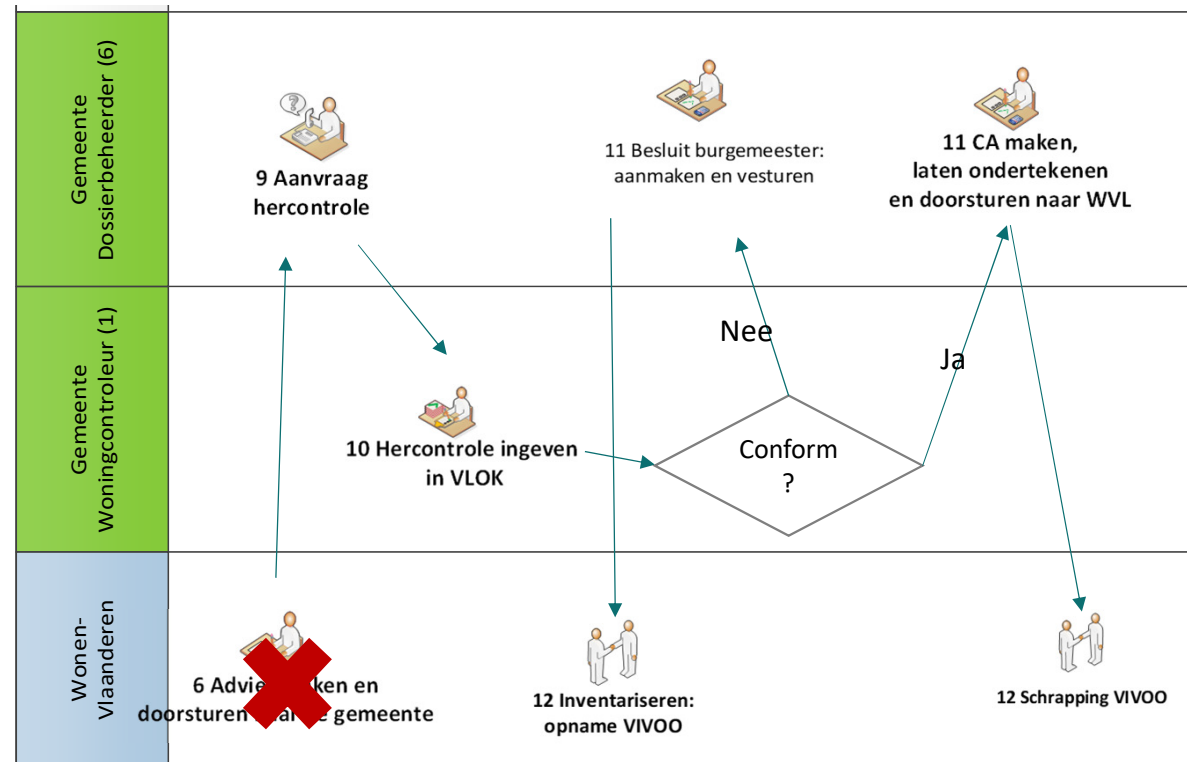 Gemeente
Dossierbeheerder (6)
9 Aanvraag
hercontrole
11 Besluit burgemeester:
aanmaken en vesturen
11 CA maken,
laten ondertekenen
en doorsturen naar WVL
Gemeente
Woningcontroleur (1)
10 Hercontrole ingeven
in VLOK
Conform
?
Nee
Ja
Wonen-
Vlaanderen
6 en
doorsturen gemeente
12 Inventariseren:
opname VIVOO
12 Schrapping VIVOO